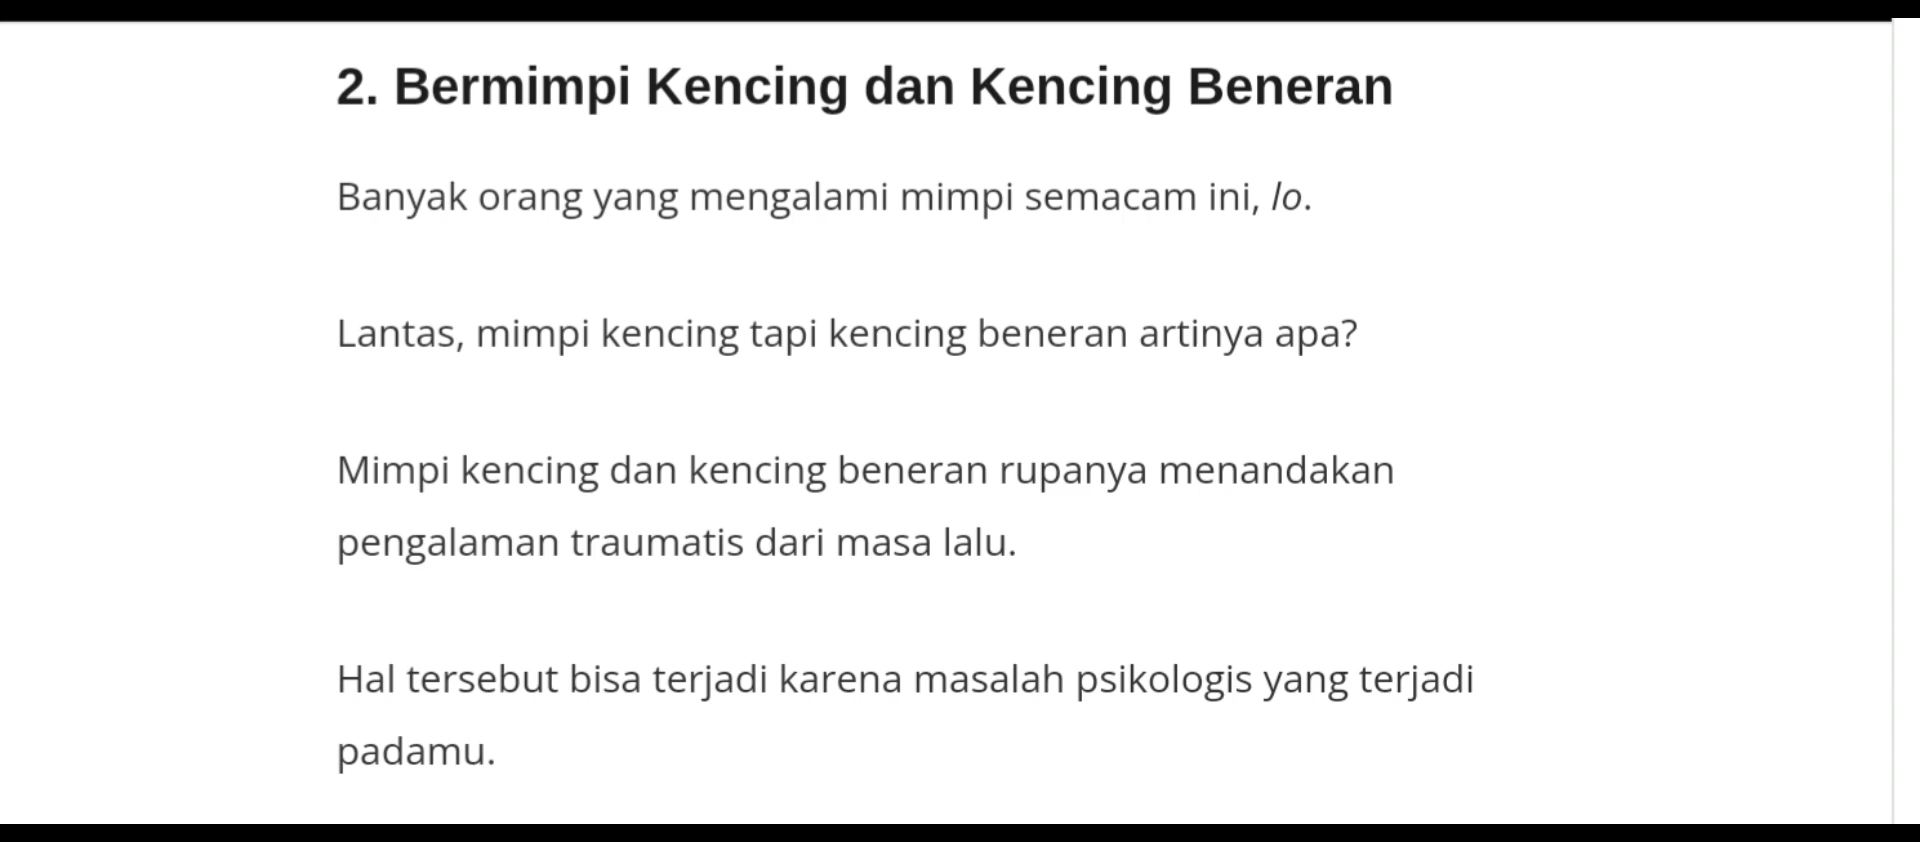 2. Bermimpi Kencing dan Kencing Beneran
Banyak orang yang mengalami mimpi semacam ini, lo.
Lantas, mimpi kencing tapi kencing beneran artinya apa?
Mimpi kencing dan kencing beneran rupanya menandakan
pengalaman traumatis dari masa lalu.
Hal tersebut bisa terjadi karena masalah psikologis yang terjadi
padamu.